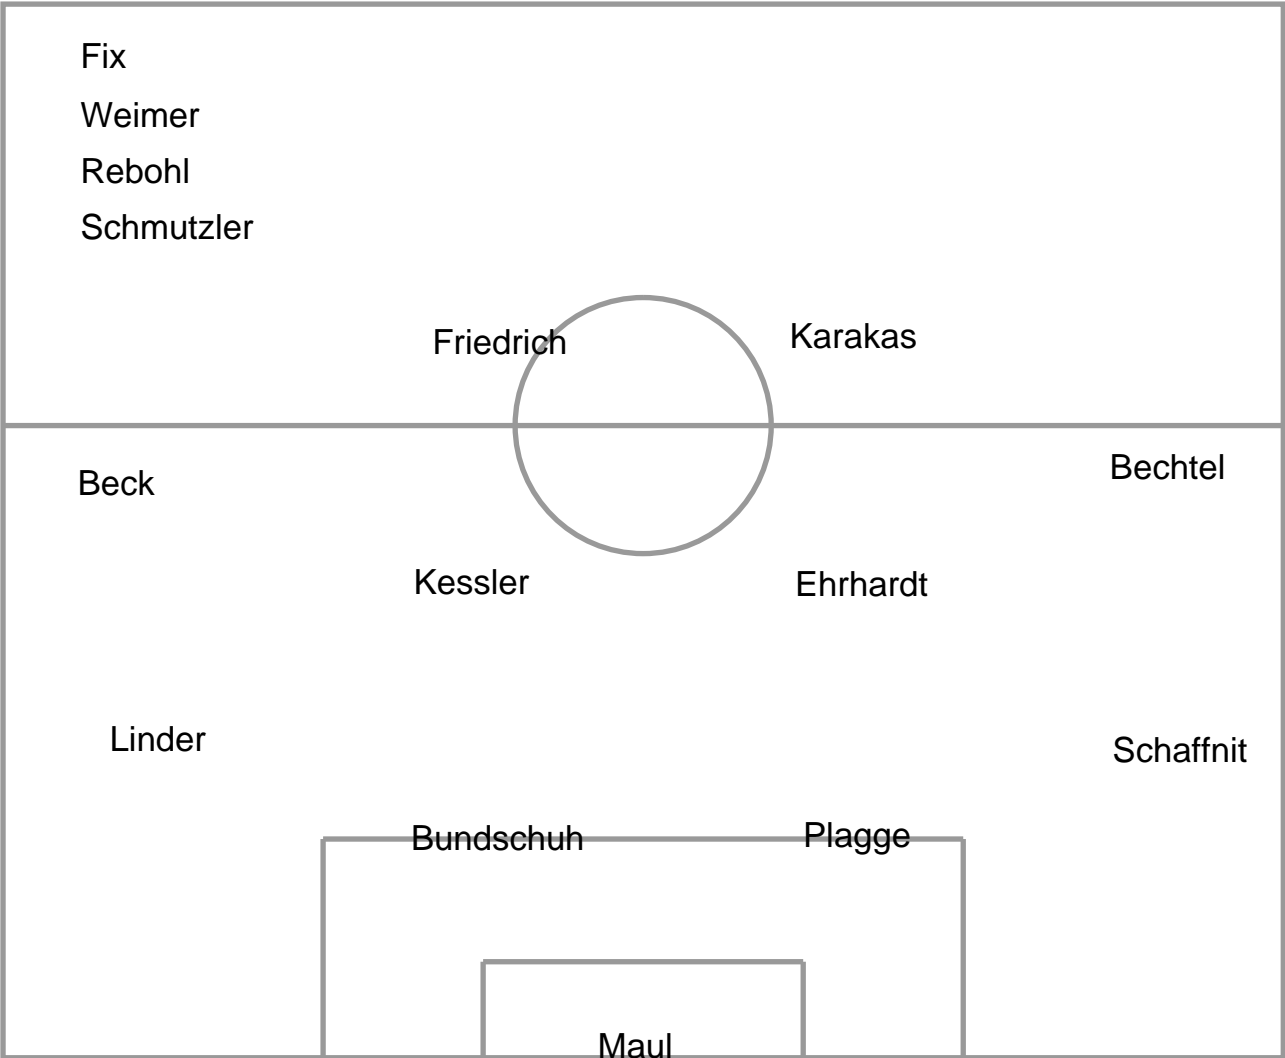 Fix
Weimer
Rebohl
Schmutzler
Friedrich
Karakas
Beck
Bechtel
Kessler
Ehrhardt
Linder
Schaffnit
Bundschuh
Plagge
Maul